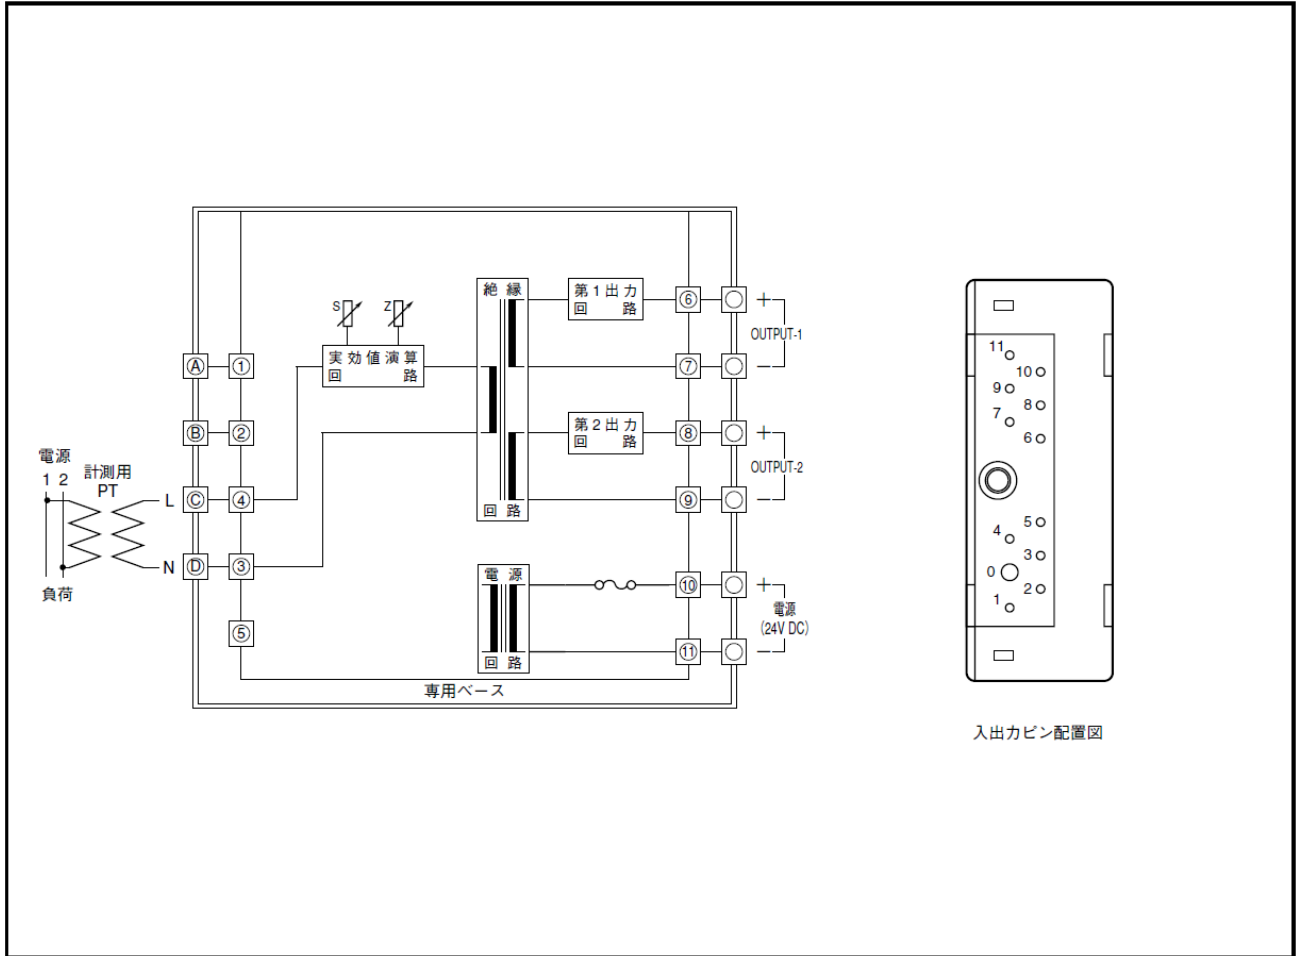 電源
1 2
計測用
PT
L
N
負荷
Ⓐ ①
Ⓑ ②
Ⓒ ④
Ⓓ ③
⑤
S
Z
実効値演算
回路
絶縁
回路
第1出力
回路
第2出力
回路
電源
回路
専用ベース
⑥ +
OUTPUT-1
⑦ −
⑧ +
OUTPUT-2
⑨ −
⑩ +
電源
(24V DC)
⑪ −
11
10
9
8
7
6
5
4
3
0
2
1
入出力ピン配置図